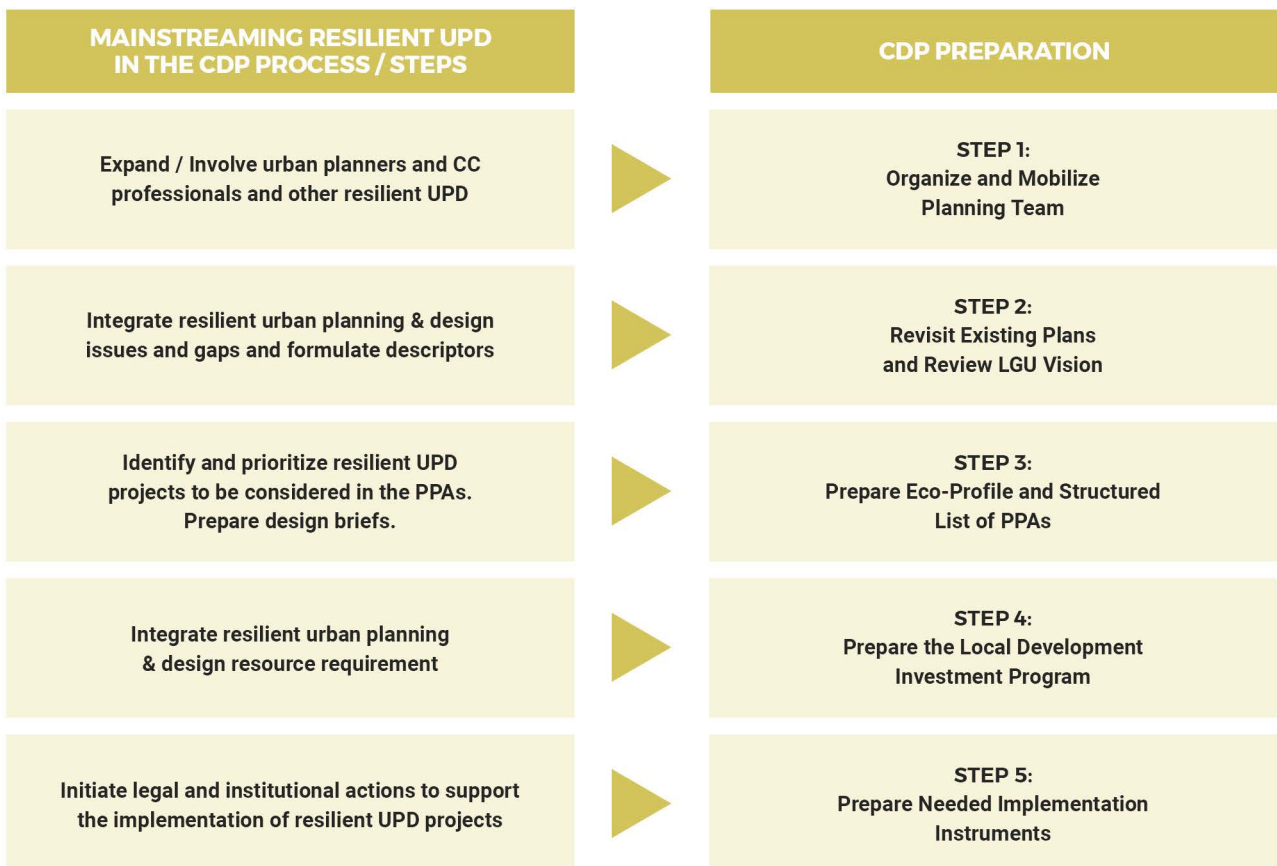 MAINSTREAMING RESILIENT UPD
IN THE CDP PROCESS / STEPS
CDP PREPARATION
Expand / Involve urban planners and CC
professionals and other resilient UPD
STEP 1:
Organize and Mobilize
Planning Team
Integrate resilient urban planning & design
issues and gaps and formulate descriptors
STEP 2:
Revisit Existing Plans
and Review LGU Vision
Identify and prioritize resilient UPD
projects to be considered in the PPAs.
Prepare design briefs.
STEP 3:
Prepare Eco-Profile and Structured
List of PPAs
Integrate resilient urban planning
& design resource requirement
STEP 4:
Prepare the Local Development
Investment Program
Initiate legal and institutional actions to support
the implementation of resilient UPD projects
STEP 5:
Prepare Needed Implementation
Instruments